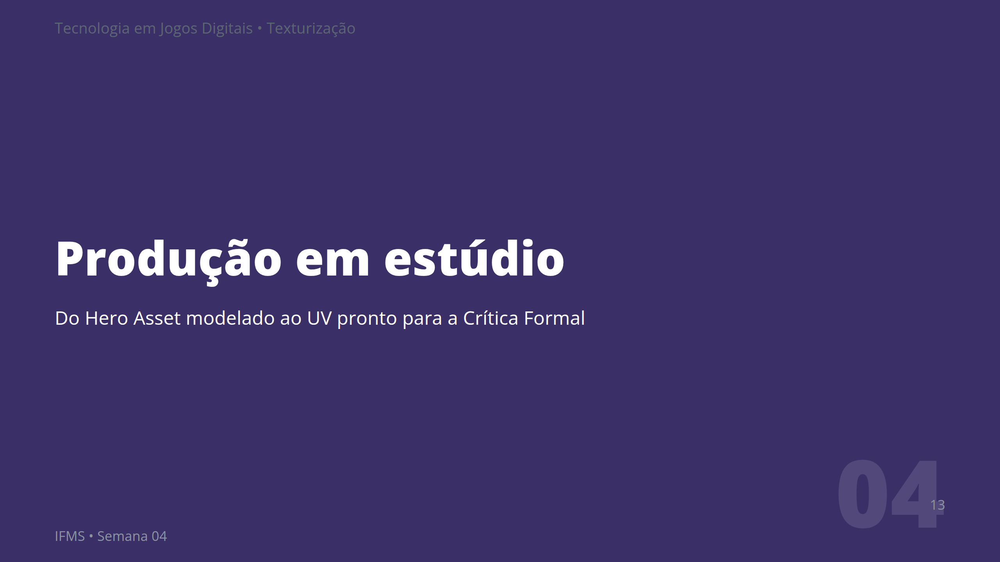 Tecnologia em Jogos Digitais • Texturização
Produção em estúdio
Do Hero Asset modelado ao UV pronto para a Crítica Formal
04
13
IFMS • Semana 04